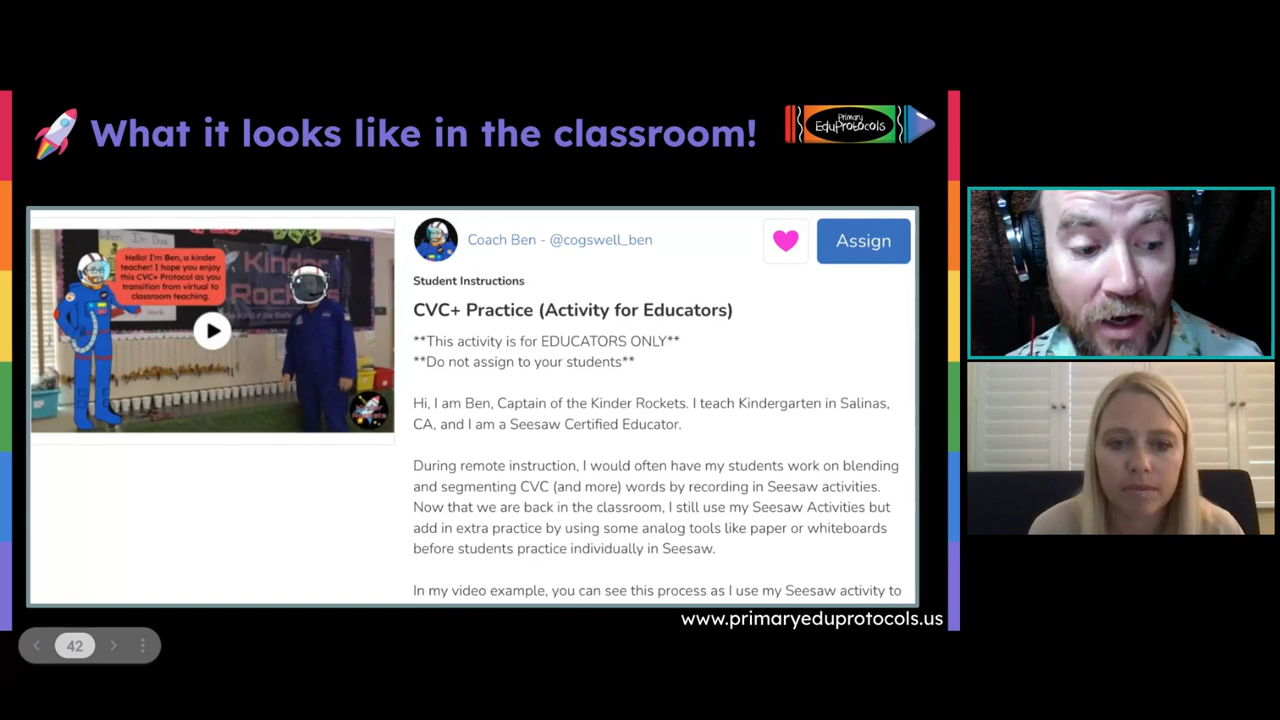 What it looks like in the classroom!
Primary
EduProtocols
When I'm Done
Hello! I'm Ben, a kinder
teacher! I hope you enjoy
this CVC+ Protocol as you
transition from virtual to
classroom teaching.
Kinder
Rockets
Words
Coach Ben - @cogswell_ben
Assign
Student Instructions
CVC+ Practice (Activity for Educators)
**This activity is for EDUCATORS ONLY**
**Do not assign to your students**
Hi, I am Ben, Captain of the Kinder Rockets. I teach Kindergarten in Salinas,
CA, and I am a Seesaw Certified Educator.
During remote instruction, I would often have my students work on blending
and segmenting CVC (and more) words by recording in Seesaw activities.
Now that we are back in the classroom, I still use my Seesaw Activities but
add in extra practice by using some analog tools like paper or whiteboards
before students practice individually in Seesaw.
In my video example, you can see this process as I use my Seesaw activity to
www.primaryeduprotocols.us
42